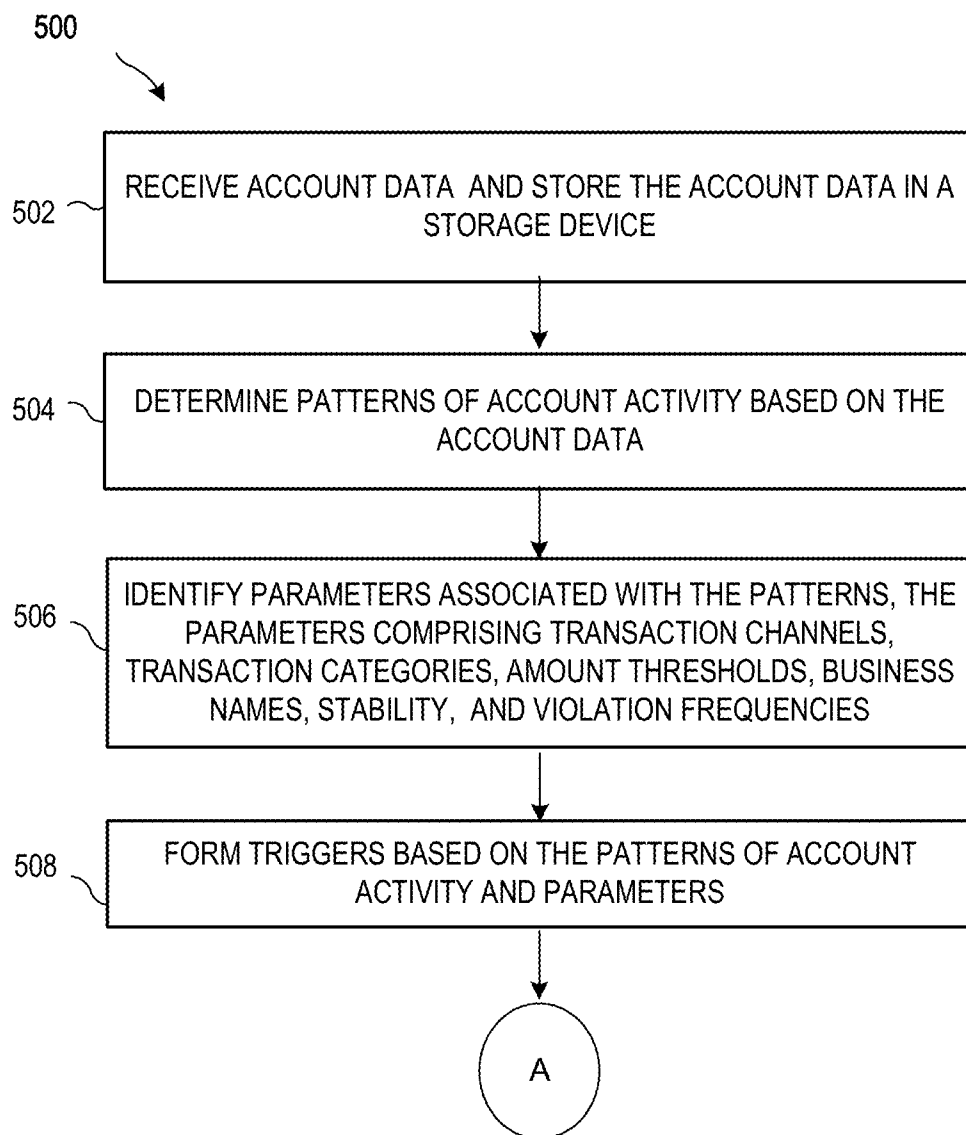 500
502
RECEIVE ACCOUNT DATA AND STORE THE ACCOUNT DATA IN A
STORAGE DEVICE
504
DETERMINE PATTERNS OF ACCOUNT ACTIVITY BASED ON THE
ACCOUNT DATA
506
IDENTIFY PARAMETERS ASSOCIATED WITH THE PATTERNS, THE
PARAMETERS COMPRISING TRANSACTION CHANNELS,
TRANSACTION CATEGORIES, AMOUNT THRESHOLDS, BUSINESS
NAMES, STABILITY, AND VIOLATION FREQUENCIES
508
FORM TRIGGERS BASED ON THE PATTERNS OF ACCOUNT
ACTIVITY AND PARAMETERS
A